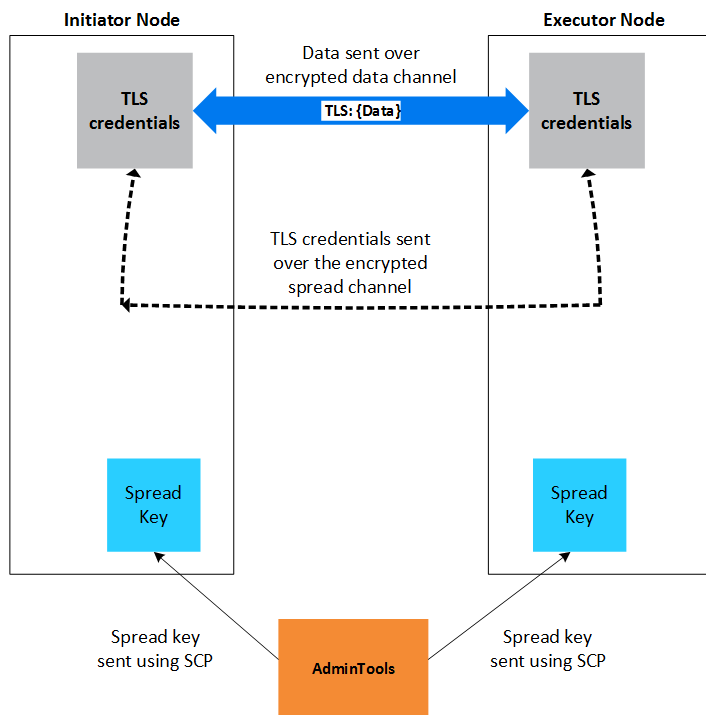 Initiator Node
Executor Node
Data sent over
encrypted data channel
TLS
credentials
TLS: {Data}
TLS
credentials
TLS credentials sent
over the encrypted
spread channel
Spread
Key
Spread
Key
Spread key
sent using SCP
Spread key
sent using SCP
AdminTools